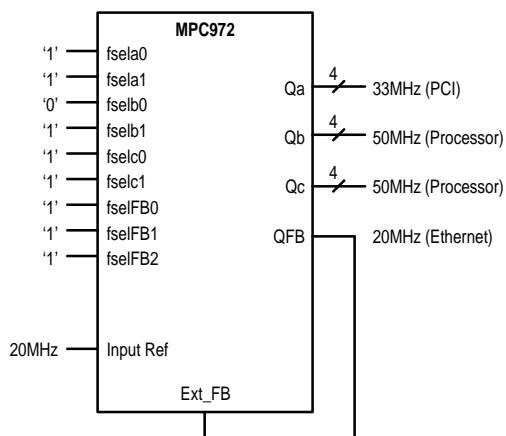 MPC972
‘1’ fsela0
‘1’ fsela1
‘0’ fselb0
‘1’ fselb1
‘1’ fselc0
‘1’ fselc1
‘1’ fselFB0
‘1’ fselFB1
‘1’ fselFB2
20MHz Input Ref
Qa 4 33MHz (PCI)
Qb 4 50MHz (Processor)
Qc 4 50MHz (Processor)
QFB 20MHz (Ethernet)
Ext_FB